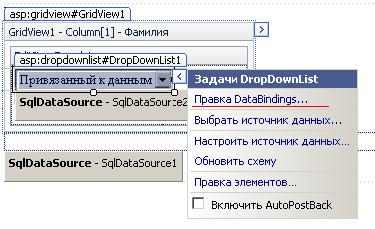 asp:gridview#GridView1
GridView1 - Column[1] - Фамилия
asp:dropdownlist#DropDownList1
Привязанный к данным
SqlDataSource - SqlDataSource2
SqlDataSource - SqlDataSource1
Задачи DropDownList
Правка DataBindings...
Выбрать источник данных...
Настроить источник данных...
Обновить схему
Правка элементов...
Включить AutoPostBack